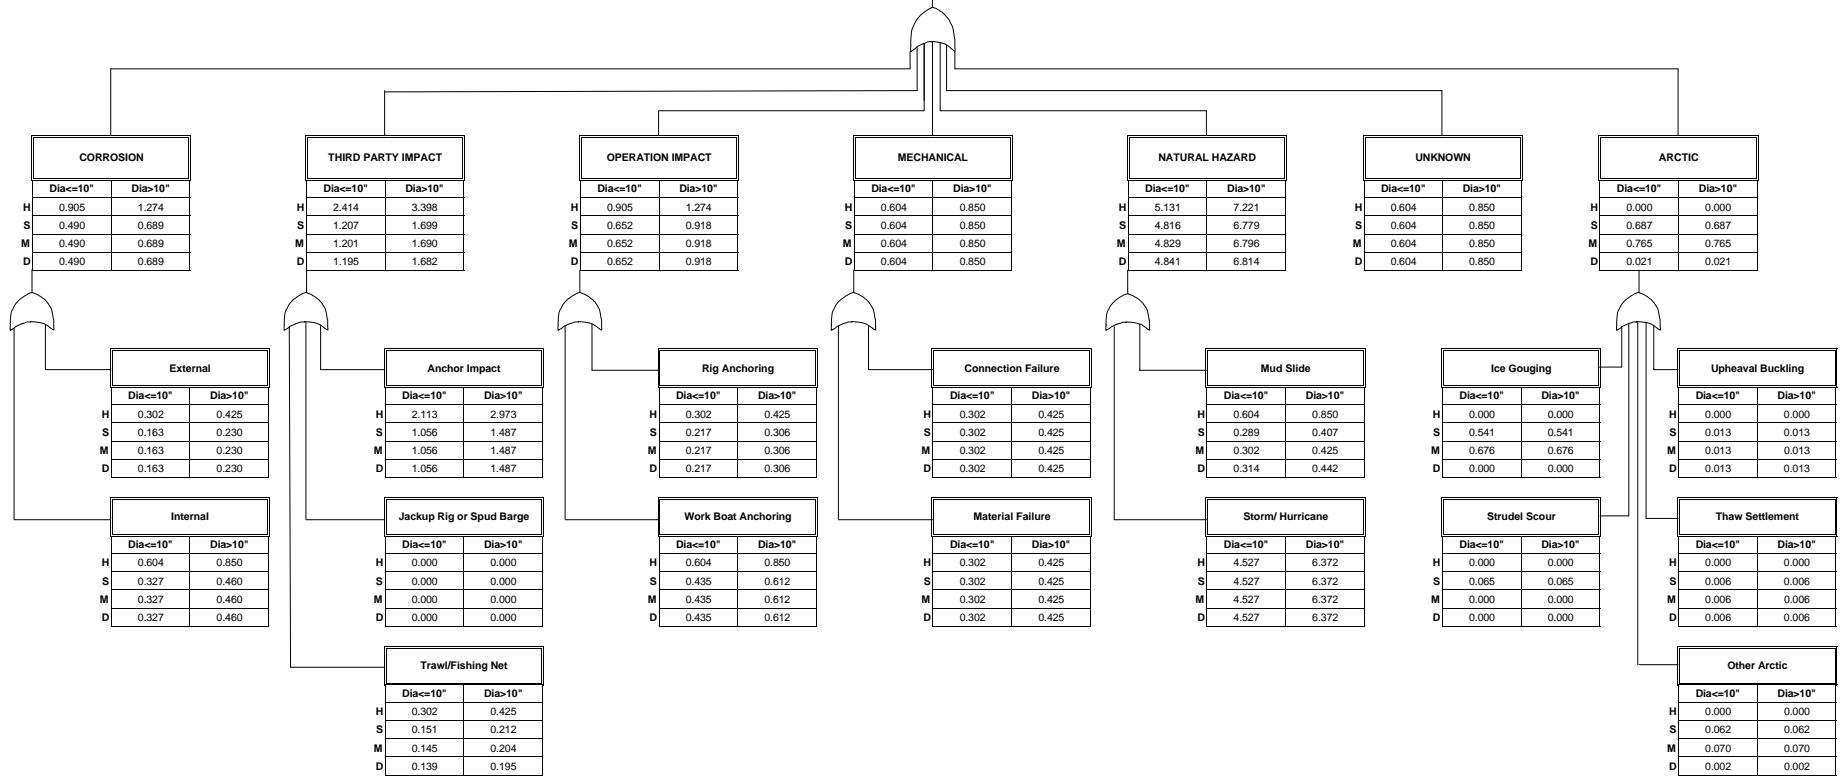 CORROSION
Dia<=10" Dia>10"
H 0.905 1.274
S 0.490 0.689
M 0.490 0.689
D 0.490 0.689
THIRD PARTY IMPACT
Dia<=10" Dia>10"
H 2.414 3.398
S 1.207 1.699
M 1.201 1.690
D 1.195 1.682
OPERATION IMPACT
Dia<=10" Dia>10"
H 0.905 1.274
S 0.652 0.918
M 0.652 0.918
D 0.652 0.918
MECHANICAL
Dia<=10" Dia>10"
H 0.604 0.850
S 0.604 0.850
M 0.604 0.850
D 0.604 0.850
NATURAL HAZARD
Dia<=10" Dia>10"
H 5.131 7.221
S 4.816 6.779
M 4.829 6.796
D 4.841 6.814
UNKNOWN
Dia<=10" Dia>10"
H 0.604 0.850
S 0.604 0.850
M 0.604 0.850
D 0.604 0.850
ARCTIC
Dia<=10" Dia>10"
H 0.000 0.000
S 0.687 0.687
M 0.765 0.765
D 0.021 0.021
External
Dia<=10" Dia>10"
H 0.302 0.425
S 0.163 0.230
M 0.163 0.230
D 0.163 0.230
Anchor Impact
Dia<=10" Dia>10"
H 2.113 2.973
S 1.056 1.487
M 1.056 1.487
D 1.056 1.487
Rig Anchoring
Dia<=10" Dia>10"
H 0.302 0.425
S 0.217 0.306
M 0.217 0.306
D 0.217 0.306
Connection Failure
Dia<=10" Dia>10"
H 0.302 0.425
S 0.302 0.425
M 0.302 0.425
D 0.302 0.425
Mud Slide
Dia<=10" Dia>10"
H 0.604 0.850
S 0.289 0.407
M 0.302 0.425
D 0.314 0.442
Ice Gouging
Dia<=10" Dia>10"
H 0.000 0.000
S 0.541 0.541
M 0.676 0.676
D 0.000 0.000
Upheaval Buckling
Dia<=10" Dia>10"
H 0.000 0.000
S 0.013 0.013
M 0.013 0.013
D 0.013 0.013
Internal
Dia<=10" Dia>10"
H 0.604 0.850
S 0.327 0.460
M 0.327 0.460
D 0.327 0.460
Jackup Rig or Spud Barge
Dia<=10" Dia>10"
H 0.000 0.000
S 0.000 0.000
M 0.000 0.000
D 0.000 0.000
Work Boat Anchoring
Dia<=10" Dia>10"
H 0.604 0.850
S 0.435 0.612
M 0.435 0.612
D 0.435 0.612
Material Failure
Dia<=10" Dia>10"
H 0.302 0.425
S 0.302 0.425
M 0.302 0.425
D 0.302 0.425
Storm/ Hurricane
Dia<=10" Dia>10"
H 4.527 6.372
S 4.527 6.372
M 4.527 6.372
D 4.527 6.372
Strudel Scour
Dia<=10" Dia>10"
H 0.000 0.000
S 0.065 0.065
M 0.000 0.000
D 0.000 0.000
Thaw Settlement
Dia<=10" Dia>10"
H 0.000 0.000
S 0.006 0.006
M 0.006 0.006
D 0.006 0.006
Trawl/Fishing Net
Dia<=10" Dia>10"
H 0.302 0.425
S 0.151 0.212
M 0.145 0.204
D 0.139 0.195
Other Arctic
Dia<=10" Dia>10"
H 0.000 0.000
S 0.062 0.062
M 0.070 0.070
D 0.002 0.002